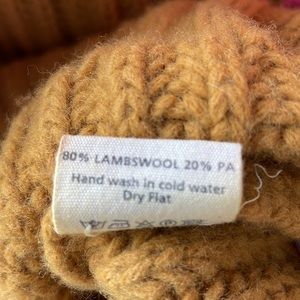 80% LAMBSWOOL 20% PA
Hand wash in cold water
Dry Flat